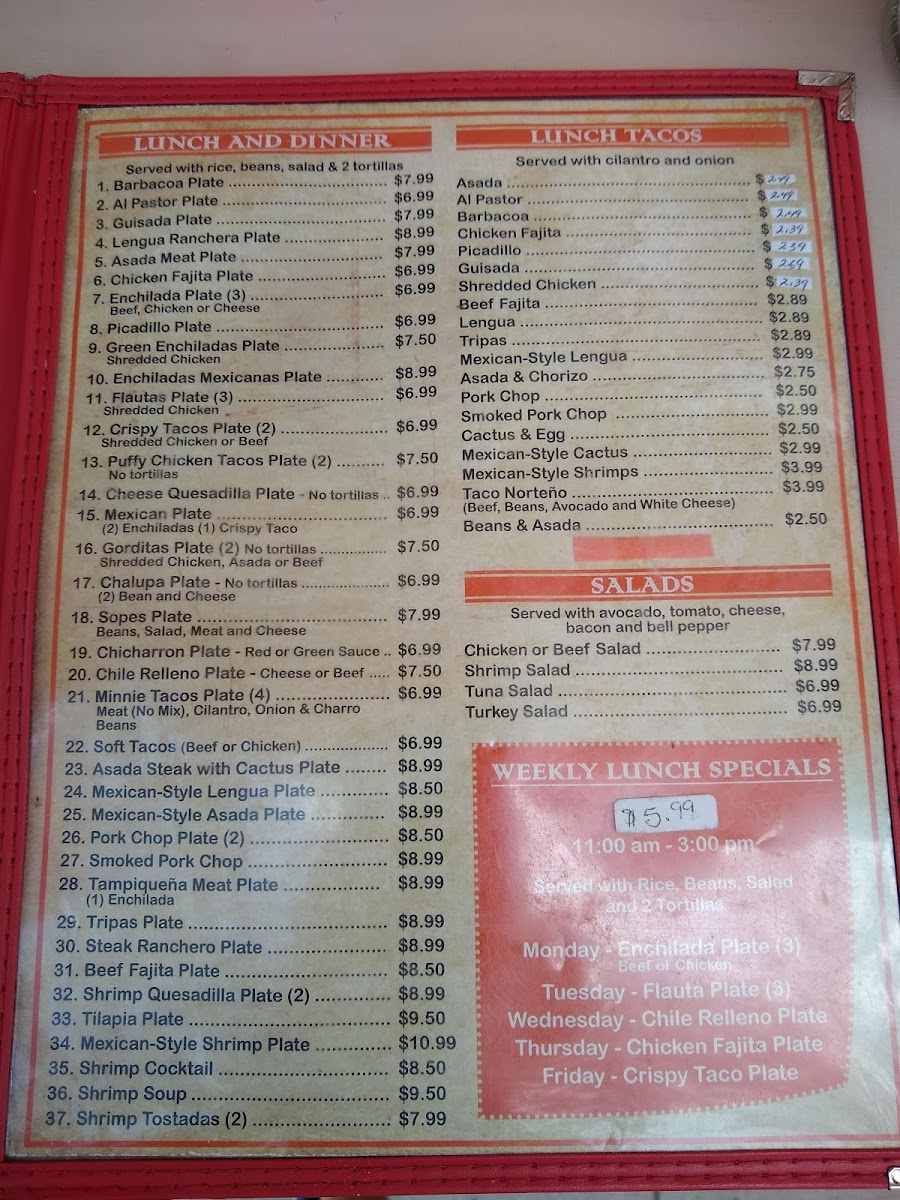 LUNCH AND DINNER
Served with rice, beans, salad & 2 tortillas
1. Barbacoa Plate ........ $7.99
2. Al Pastor Plate ........ $6.99
3. Guisada Plate ........ $7.99
4. Lengua Ranchera Plate ........ $8.99
5. Asada Meat Plate ........ $7.99
6. Chicken Fajita Plate ........ $6.99
7. Enchilada Plate (3) ........ $6.99
Beef, Chicken or Cheese
8. Picadillo Plate ........ $6.99
9. Green Enchiladas Plate ........ $7.50
Shredded Chicken
10. Enchiladas Mexicanas Plate ........ $8.99
11. Flautas Plate (3) ........ $6.99
Shredded Chicken
12. Crispy Tacos Plate (2) ........ $6.99
Shredded Chicken or Beef
13. Puffy Chicken Tacos Plate (2) ........ $7.50
No tortillas
14. Cheese Quesadilla Plate - No tortillas .. $6.99
15. Mexican Plate ........ $6.99
(2) Enchiladas (1) Crispy Taco
16. Gorditas Plate (2) No tortillas ........ $7.50
Shredded Chicken, Asada or Beef
17. Chalupa Plate - No tortillas ........ $6.99
(2) Bean and Cheese
18. Sopes Plate ........ $7.99
Beans, Salad, Meat and Cheese
19. Chicharron Plate - Red or Green Sauce .. $6.99
20. Chile Relleno Plate - Cheese or Beef ..... $7.50
21. Minnie Tacos Plate (4) ........ $6.99
Meat (No Mix), Cilantro, Onion & Charro
Beans
22. Soft Tacos (Beef or Chicken) ........ $6.99
23. Asada Steak with Cactus Plate ........ $8.99
24. Mexican-Style Lengua Plate ........ $8.50
25. Mexican-Style Asada Plate ........ $8.99
26. Pork Chop Plate (2) ........ $8.50
27. Smoked Pork Chop ........ $8.99
28. Tampiqueña Meat Plate ........ $8.99
(1) Enchilada
29. Tripas Plate ........ $8.99
30. Steak Ranchero Plate ........ $8.99
31. Beef Fajita Plate ........ $8.50
32. Shrimp Quesadilla Plate (2) ........ $8.99
33. Tilapia Plate ........ $9.50
34. Mexican-Style Shrimp Plate ........ $10.99
35. Shrimp Cocktail ........ $8.50
36. Shrimp Soup ........ $9.50
37. Shrimp Tostadas (2) ........ $7.99
LUNCH TACOS
Served with cilantro and onion
Asada ........ $ 2.49
Al Pastor ........ $ 2.49
Barbacoa ........ $ 2.49
Chicken Fajita ........ $ 2.39
Picadillo ........ $ 2.39
Guisada ........ $ 2.69
Shredded Chicken ........ $ 2.39
Beef Fajita ........ $2.89
Lengua ........ $2.89
Tripas ........ $2.89
Mexican-Style Lengua ........ $2.99
Asada & Chorizo ........ $2.75
Pork Chop ........ $2.50
Smoked Pork Chop ........ $2.99
Cactus & Egg ........ $2.50
Mexican-Style Cactus ........ $2.99
Mexican-Style Shrimps ........ $3.99
Taco Norteño ........ $3.99
(Beef, Beans, Avocado and White Cheese)
Beans & Asada ........ $2.50
SALADS
Served with avocado, tomato, cheese,
bacon and bell pepper
Chicken or Beef Salad ........ $7.99
Shrimp Salad ........ $8.99
Tuna Salad ........ $6.99
Turkey Salad ........ $6.99
WEEKLY LUNCH SPECIALS
$5.99
11:00 am - 3:00 pm
Served with Rice, Beans, Salad
and 2 Tortillas
Monday - Enchilada Plate (3)
Beef of Chicken
Tuesday - Flauta Plate (3)
Wednesday - Chile Relleno Plate
Thursday - Chicken Fajita Plate
Friday - Crispy Taco Plate